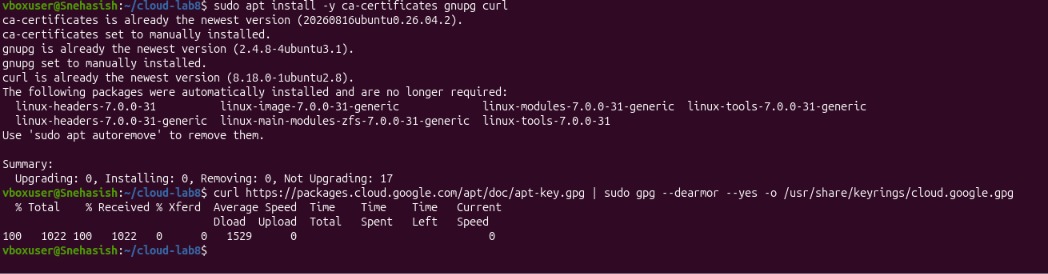 vboxuser@Snehasish:~/cloud-lab8$ sudo apt install -y ca-certificates gnupg curl
ca-certificates is already the newest version (20260816ubuntu0.26.04.2).
ca-certificates set to manually installed.
gnupg is already the newest version (2.4.8-4ubuntu3.1).
gnupg set to manually installed.
curl is already the newest version (8.18.0-1ubuntu2.8).
The following packages were automatically installed and are no longer required:
  linux-headers-7.0.0-31          linux-image-7.0.0-31-generic             linux-modules-7.0.0-31-generic  linux-tools-7.0.0-31-generic
  linux-headers-7.0.0-31-generic  linux-main-modules-zfs-7.0.0-31-generic  linux-tools-7.0.0-31
Use 'sudo apt autoremove' to remove them.

Summary:
  Upgrading: 0, Installing: 0, Removing: 0, Not Upgrading: 17
vboxuser@Snehasish:~/cloud-lab8$ curl https://packages.cloud.google.com/apt/doc/apt-key.gpg | sudo gpg --dearmor --yes -o /usr/share/keyrings/cloud.google.gpg
  % Total    % Received % Xferd  Average Speed   Time    Time     Time  Current
                                 Dload  Upload   Total   Spent    Left  Speed
100   1022 100   1022   0      0   1529      0                              0
vboxuser@Snehasish:~/cloud-lab8$